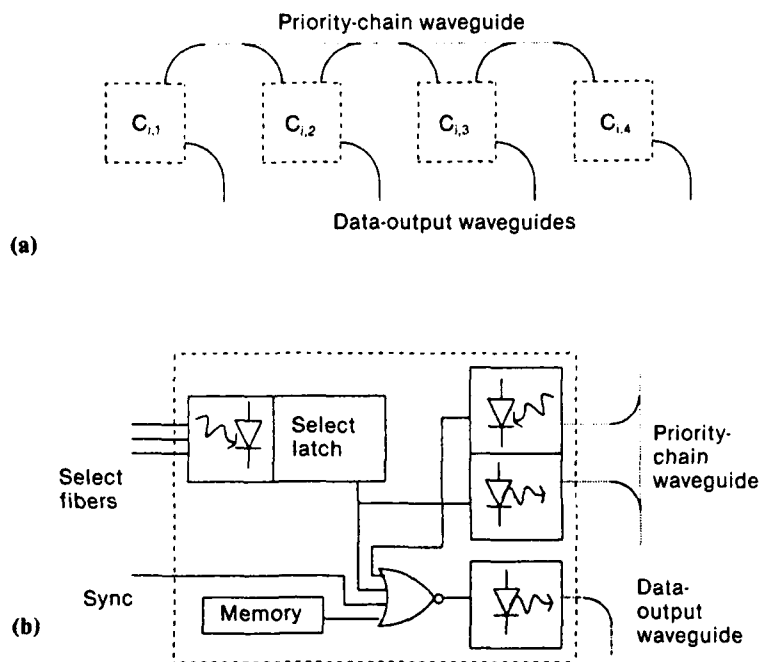 Priority-chain waveguide
C_{i,1} C_{i,2} C_{i,3} C_{i,4}
Data-output waveguides
(a)
Select
latch
Select
fibers
Priority-
chain
waveguide
Sync
Memory
Data-
output
waveguide
(b)